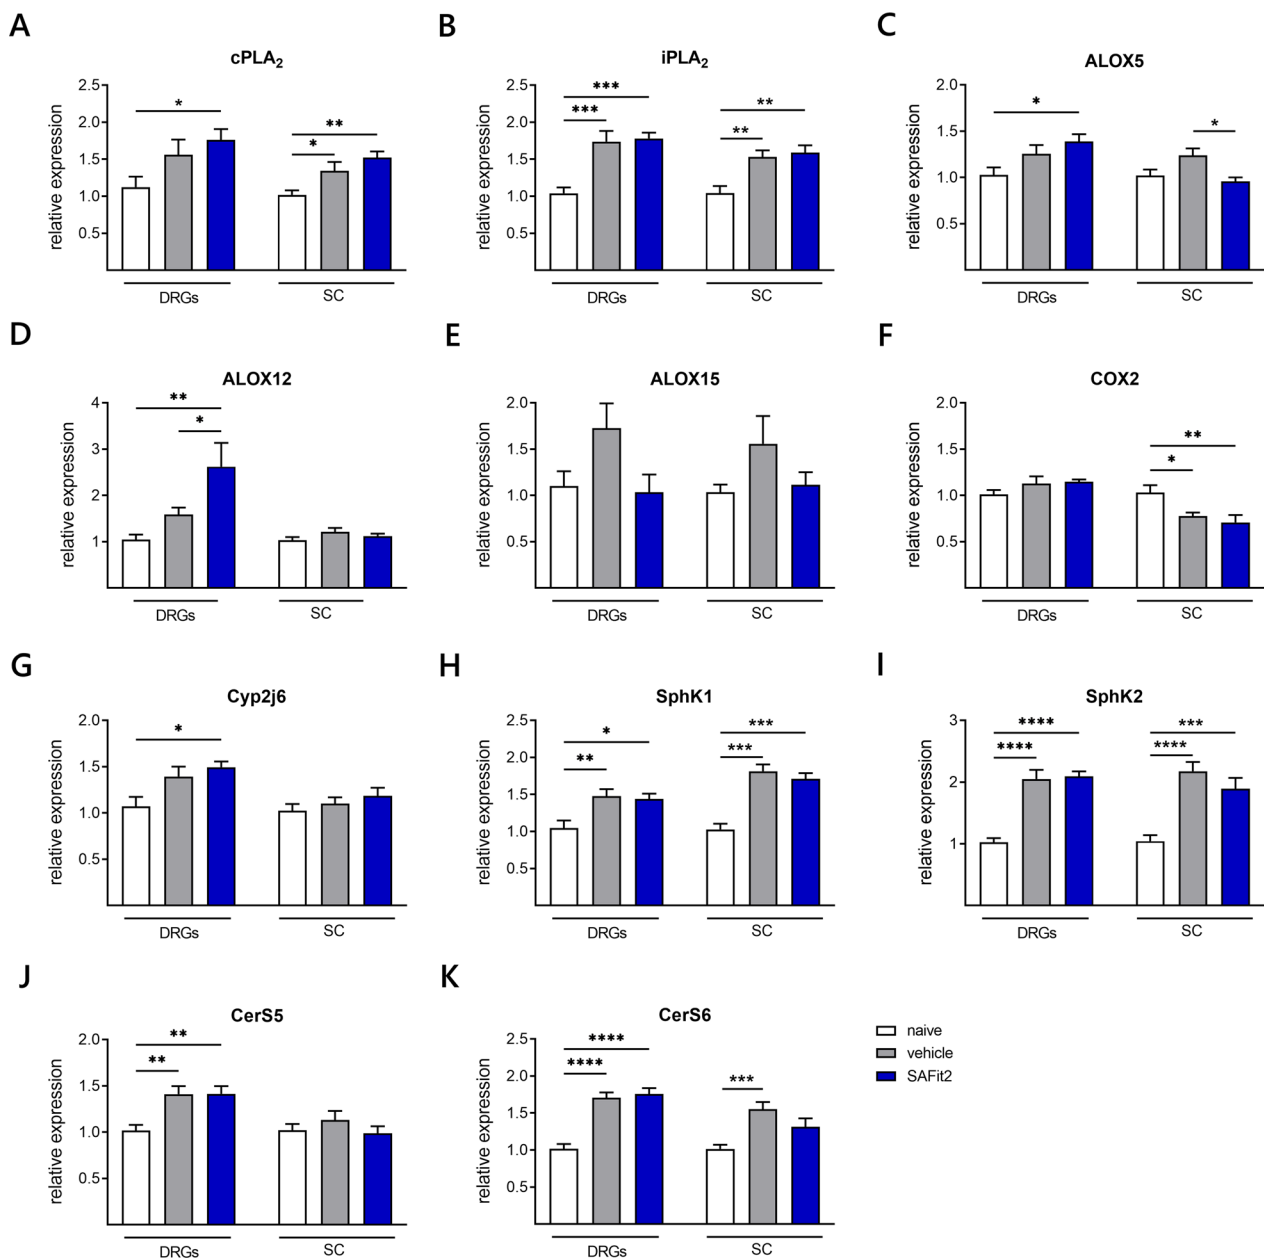 A
cPLA₂
relative expression
2.5
2.0
1.5
1.0
0.5
*
*
**
DRGs
SC
B
iPLA₂
relative expression
2.5
2.0
1.5
1.0
0.5
***
***
**
**
DRGs
SC
C
ALOX5
relative expression
2.0
1.5
1.0
0.5
*
*
DRGs
SC
D
ALOX12
relative expression
4
3
2
1
**
*
DRGs
SC
E
ALOX15
relative expression
2.0
1.5
1.0
0.5
DRGs
SC
F
COX2
relative expression
2.0
1.5
1.0
0.5
**
*
DRGs
SC
G
Cyp2j6
relative expression
2.0
1.5
1.0
0.5
*
DRGs
SC
H
SphK1
relative expression
2.5
2.0
1.5
1.0
0.5
*
**
***
***
DRGs
SC
I
SphK2
relative expression
3
2
1
****
****
***
****
DRGs
SC
J
CerS5
relative expression
2.0
1.5
1.0
0.5
**
**
DRGs
SC
K
CerS6
relative expression
2.5
2.0
1.5
1.0
0.5
****
****
***
DRGs
SC
naive
vehicle
SAFit2